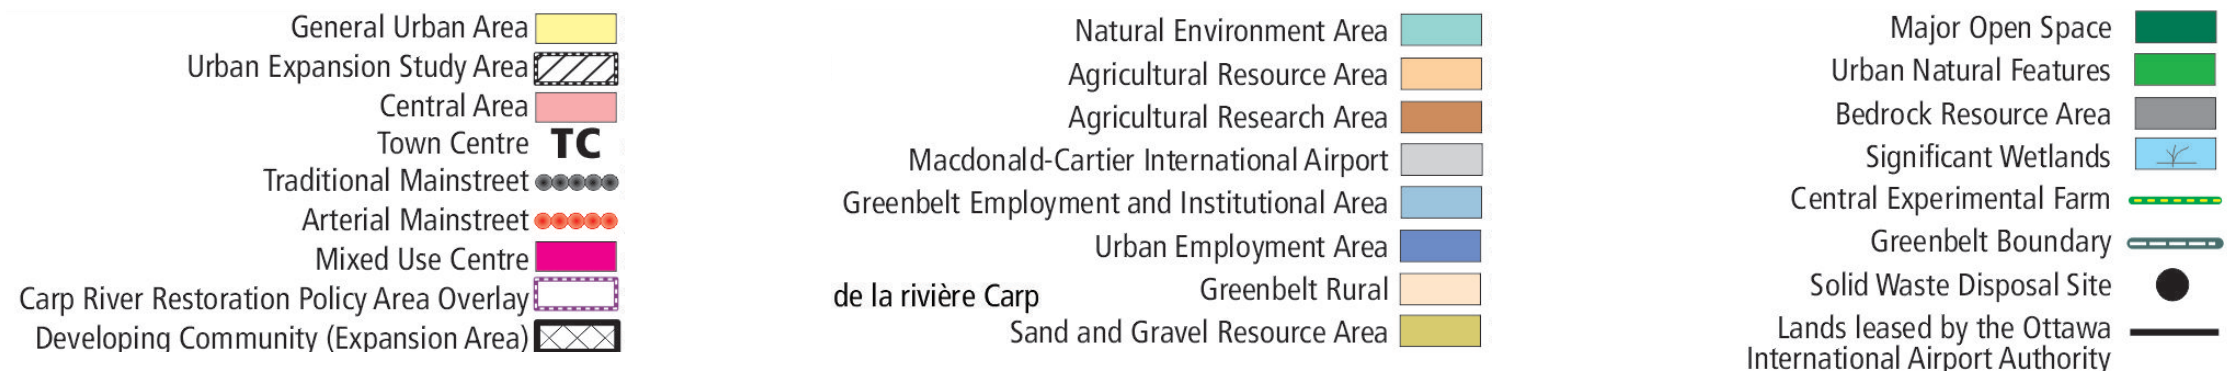 General Urban Area
Urban Expansion Study Area
Central Area
Town Centre TC
Traditional Mainstreet
Arterial Mainstreet
Mixed Use Centre
Carp River Restoration Policy Area Overlay
Developing Community (Expansion Area)
Natural Environment Area
Agricultural Resource Area
Agricultural Research Area
Macdonald-Cartier International Airport
Greenbelt Employment and Institutional Area
Urban Employment Area
de la rivière Carp Greenbelt Rural
Sand and Gravel Resource Area
Major Open Space
Urban Natural Features
Bedrock Resource Area
Significant Wetlands
Central Experimental Farm
Greenbelt Boundary
Solid Waste Disposal Site
Lands leased by the Ottawa
International Airport Authority